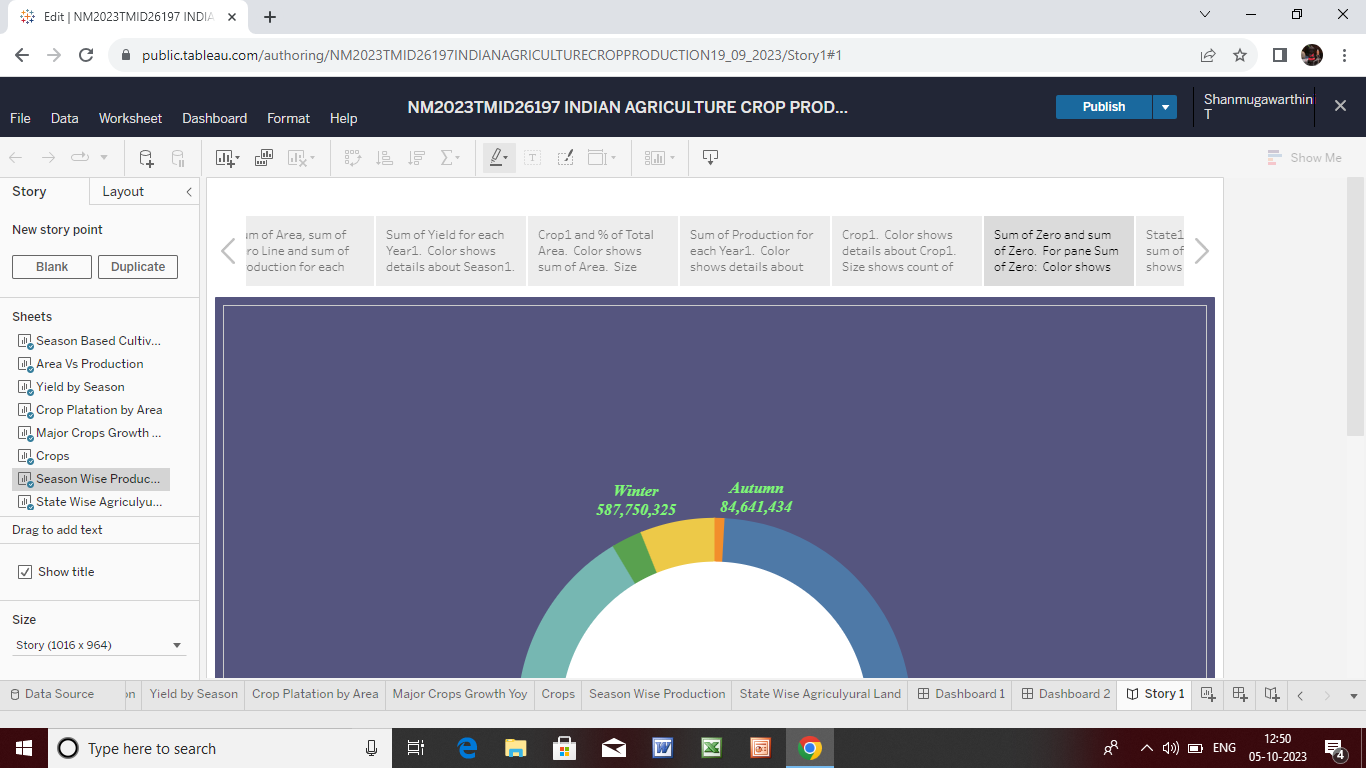 Edit | NM2023TMID26197 INDIA
public.tableau.com/authoring/NM2023TMID26197INDIANAGRICULTURECROPPRODUCTION19_09_2023/Story1#1
NM2023TMID26197 INDIAN AGRICULTURE CROP PROD...
Publish
Shanmugawarthin
T
File Data Worksheet Dashboard Format Help
Show Me
Story Layout
New story point
Blank Duplicate
Sheets
Season Based Cultiv...
Area Vs Production
Yield by Season
Crop Platation by Area
Major Crops Growth ...
Crops
Season Wise Produc...
State Wise Agriculyu...
Drag to add text
Show title
Size
Story (1016 x 964)
um of Area, sum of
ro Line and sum of
oduction for each
Sum of Yield for each
Year1. Color shows
details about Season1.
Crop1 and % of Total
Area. Color shows
sum of Area. Size
Sum of Production for
each Year1. Color
shows details about
Crop1. Color shows
details about Crop1.
Size shows count of
Sum of Zero and sum
of Zero. For pane Sum
of Zero: Color shows
State1
sum of
shows
Winter
587,750,325
Autumn
84,641,434
Data Source on Yield by Season Crop Platation by Area Major Crops Growth Yoy Crops Season Wise Production State Wise Agriculyural Land Dashboard 1 Dashboard 2 Story 1
Type here to search
ENG
12:50
05-10-2023
4